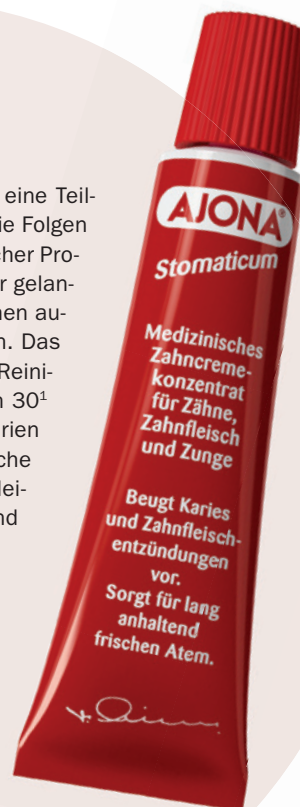 eine Teil-
ie Folgen
cher Pro-
r gelan-
nen au-
n. Das
Reini-
n 30¹
rien
che
lei-
nd
AJONA®
Stomaticum
Medizinisches
Zahncreme-
konzentrat
für Zähne,
Zahnfleisch
und Zunge
Beugt Karies
und Zahnfleisch-
entzündungen
vor.
Sorgt für lang
anhaltend
frischen Atem.